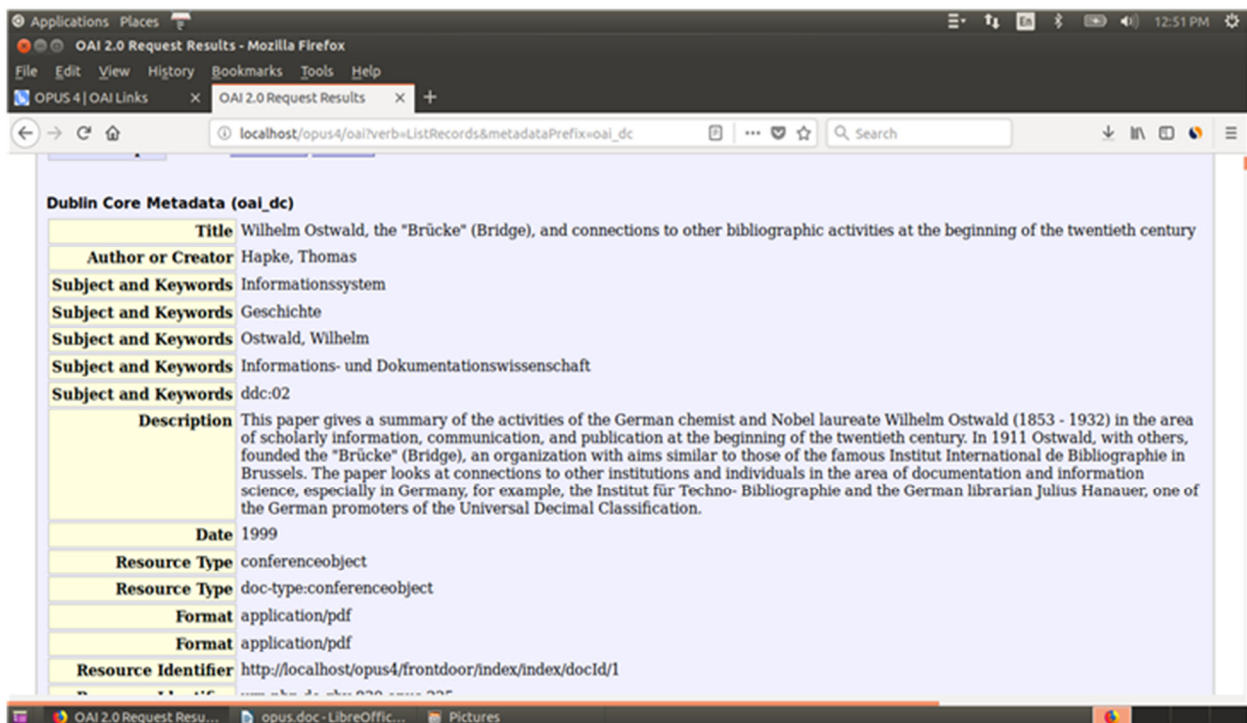 Applications Places En 12:51 PM
OAI 2.0 Request Results - Mozilla Firefox
File Edit View History Bookmarks Tools Help
OPUS 4 | OAI Links × OAI 2.0 Request Results × +
localhost/opus4/oai?verb=ListRecords&metadataPrefix=oai_dc Search
Dublin Core Metadata (oai_dc)
Title Wilhelm Ostwald, the "Brücke" (Bridge), and connections to other bibliographic activities at the beginning of the twentieth century
Author or Creator Hapke, Thomas
Subject and Keywords Informationssystem
Subject and Keywords Geschichte
Subject and Keywords Ostwald, Wilhelm
Subject and Keywords Informations- und Dokumentationswissenschaft
Subject and Keywords ddc:02
Description This paper gives a summary of the activities of the German chemist and Nobel laureate Wilhelm Ostwald (1853 - 1932) in the area
of scholarly information, communication, and publication at the beginning of the twentieth century. In 1911 Ostwald, with others,
founded the "Brücke" (Bridge), an organization with aims similar to those of the famous Institut International de Bibliographie in
Brussels. The paper looks at connections to other institutions and individuals in the area of documentation and information
science, especially in Germany, for example, the Institut für Techno- Bibliographie and the German librarian Julius Hanauer, one of
the German promoters of the Universal Decimal Classification.
Date 1999
Resource Type conferenceobject
Resource Type doc-type:conferenceobject
Format application/pdf
Format application/pdf
Resource Identifier http://localhost/opus4/frontdoor/index/index/docId/1
OAI 2.0 Request Resu... opus.doc - LibreOffic... Pictures